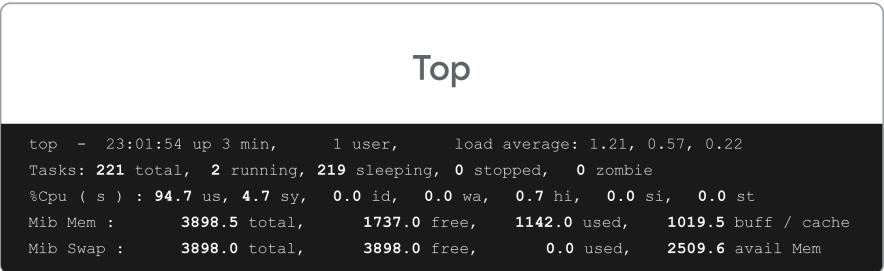 Top
top - 23:01:54 up 3 min, 1 user, load average: 1.21, 0.57, 0.22
Tasks: 221 total, 2 running, 219 sleeping, 0 stopped, 0 zombie
%Cpu ( s ) : 94.7 us, 4.7 sy, 0.0 id, 0.0 wa, 0.7 hi, 0.0 si, 0.0 st
Mib Mem : 3898.5 total, 1737.0 free, 1142.0 used, 1019.5 buff / cache
Mib Swap : 3898.0 total, 3898.0 free, 0.0 used, 2509.6 avail Mem